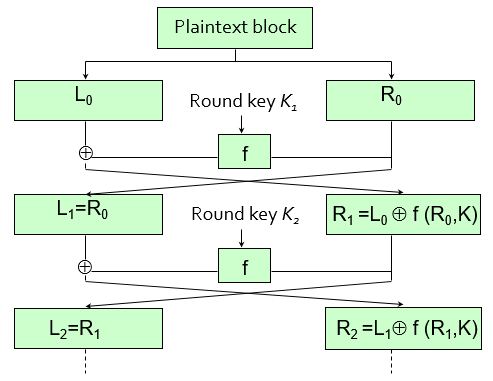 Plaintext block
L₀
Round key K₁
R₀
⊕
f
L₁=R₀
Round key K₂
R₁ =L₀ ⊕ f (R₀,K)
⊕
f
L₂=R₁
R₂ =L₁⊕ f (R₁,K)